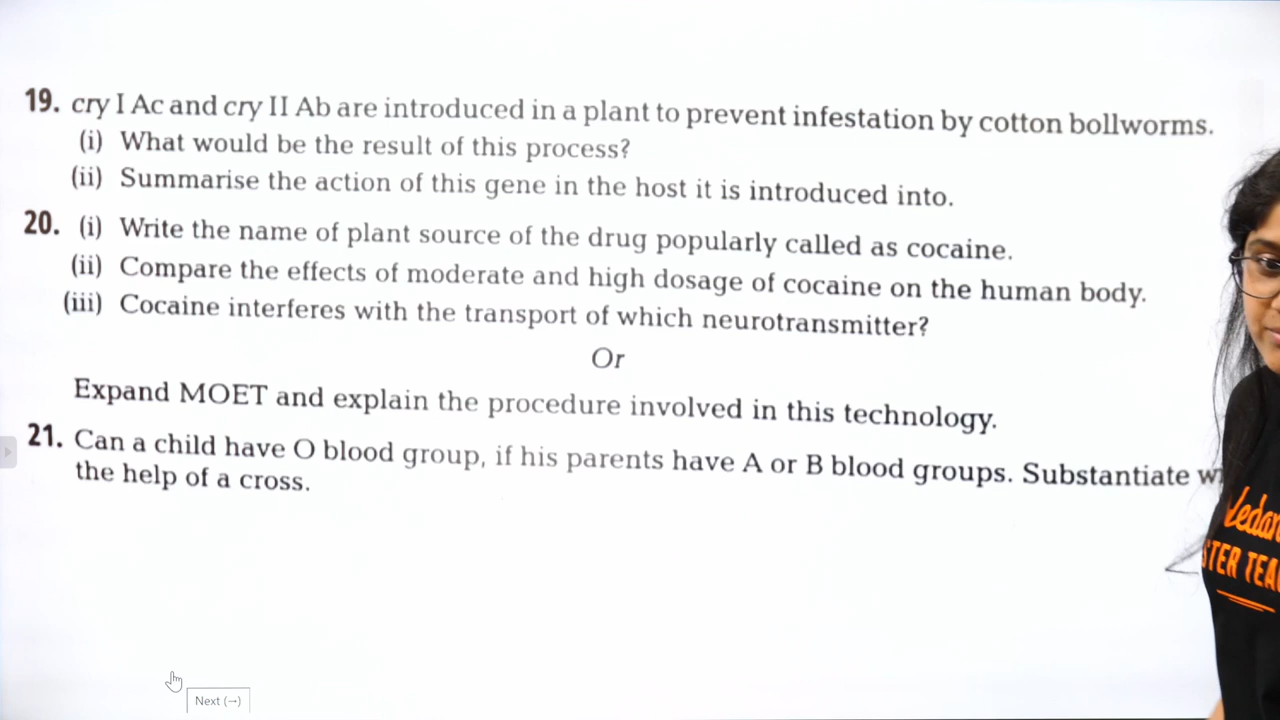 19. cry I Ac and cry II Ab are introduced in a plant to prevent infestation by cotton bollworms.
(i) What would be the result of this process?
(ii) Summarise the action of this gene in the host it is introduced into.
20. (i) Write the name of plant source of the drug popularly called as cocaine.
(ii) Compare the effects of moderate and high dosage of cocaine on the human body.
(iii) Cocaine interferes with the transport of which neurotransmitter?
Or
Expand MOET and explain the procedure involved in this technology.
21. Can a child have O blood group, if his parents have A or B blood groups. Substantiate
the help of a cross.
Next (→)